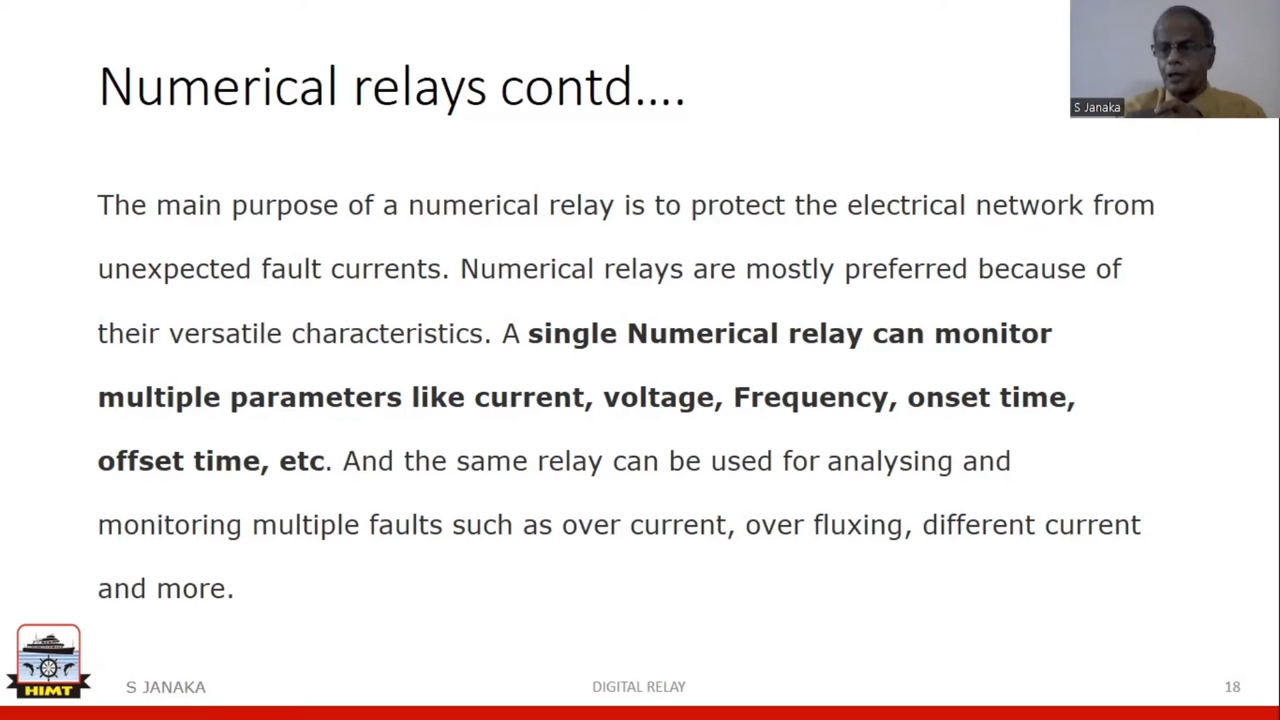 Numerical relays contd....
S Janaka
The main purpose of a numerical relay is to protect the electrical network from
unexpected fault currents. Numerical relays are mostly preferred because of
their versatile characteristics. A single Numerical relay can monitor
multiple parameters like current, voltage, Frequency, onset time,
offset time, etc. And the same relay can be used for analysing and
monitoring multiple faults such as over current, over fluxing, different current
and more.
HIMT
S JANAKA
DIGITAL RELAY
18